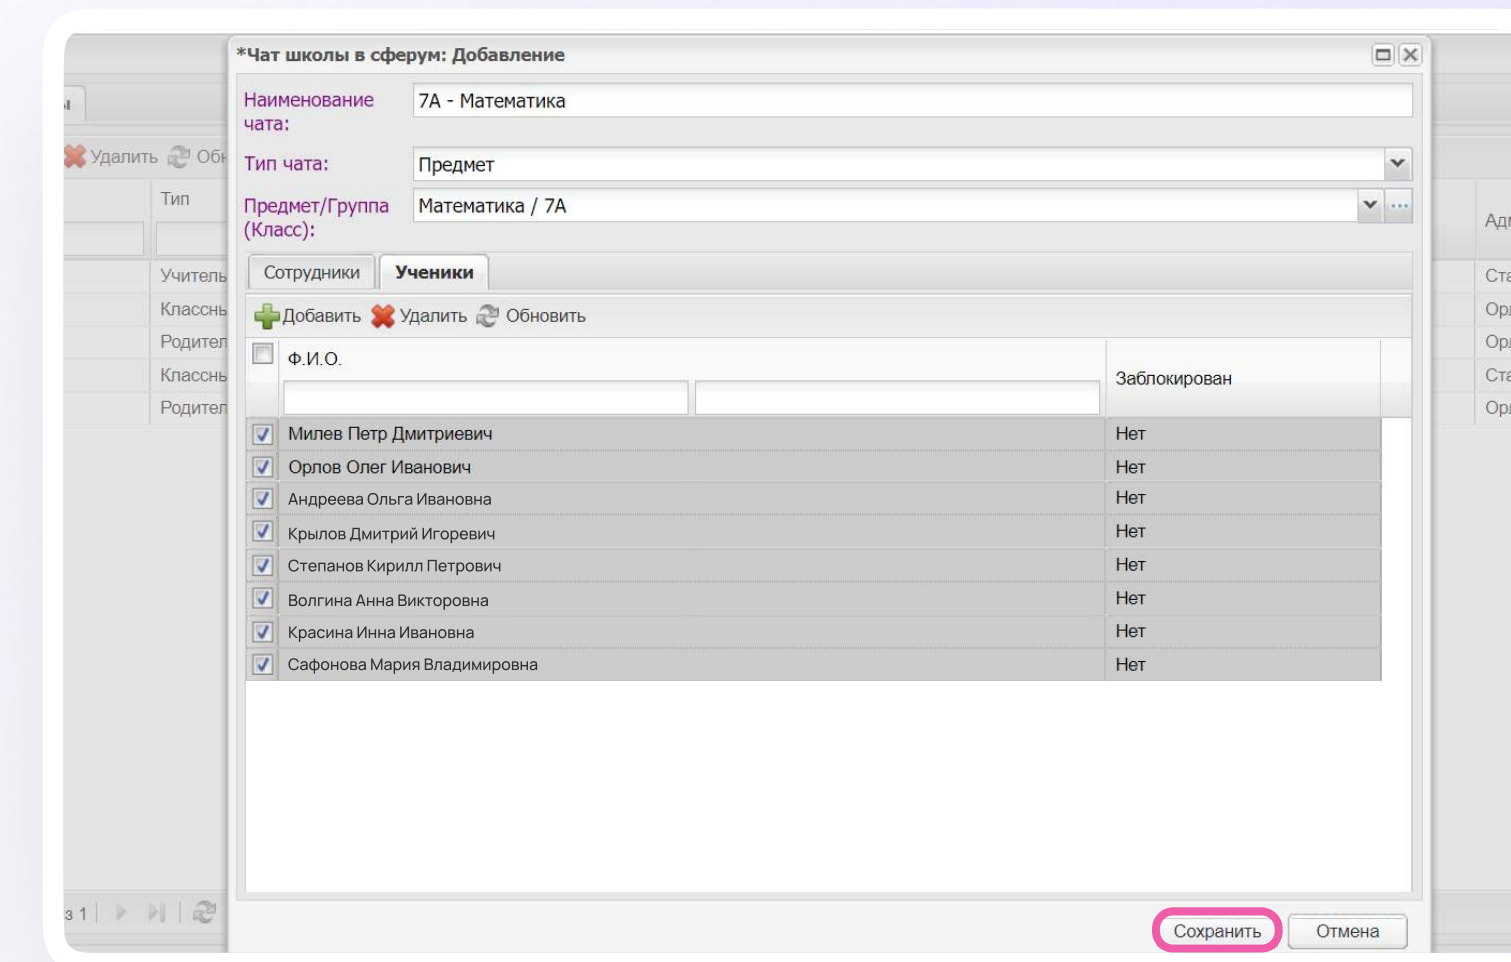 *Чат школы в сферум: Добавление
Наименование
чата:
7А - Математика
Удалить
Тип чата:
Предмет
Тип
Предмет/Группа
(Класс):
Математика / 7А
Сотрудники
Ученики
Учитель
Добавить
Удалить
Обновить
Ф.И.О.
Заблокирован
Милев Петр Дмитриевич Нет
Орлов Олег Иванович Нет
Андреева Ольга Ивановна Нет
Крылов Дмитрий Игоревич Нет
Степанов Кирилл Петрович Нет
Волгина Анна Викторовна Нет
Красина Инна Ивановна Нет
Сафонова Мария Владимировна Нет
Сохранить
Отмена